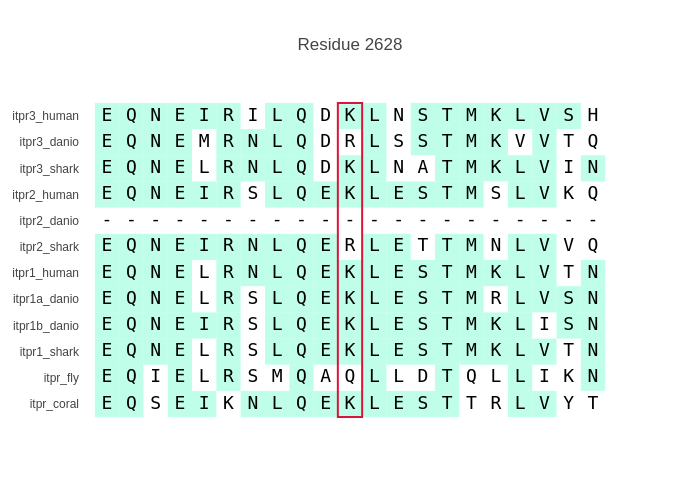 Residue 2628
itpr3_human E Q N E I R I L Q D K L N S T M K L V S H
itpr3_danio E Q N E M R N L Q D R L S S T M K V V T Q
itpr3_shark E Q N E L R N L Q D K L N A T M K L V I N
itpr2_human E Q N E I R S L Q E K L E S T M S L V K Q
itpr2_danio - - - - - - - - - - - - - - - - - - - - -
itpr2_shark E Q N E I R N L Q E R L E T T M N L V V Q
itpr1_human E Q N E L R N L Q E K L E S T M K L V T N
itpr1a_danio E Q N E L R S L Q E K L E S T M R L V S N
itpr1b_danio E Q N E I R S L Q E K L E S T M K L I S N
itpr1_shark E Q N E L R S L Q E K L E S T M K L V T N
itpr_fly E Q I E L R S M Q A Q L L D T Q L L I K N
itpr_coral E Q S E I K N L Q E K L E S T T R L V Y T